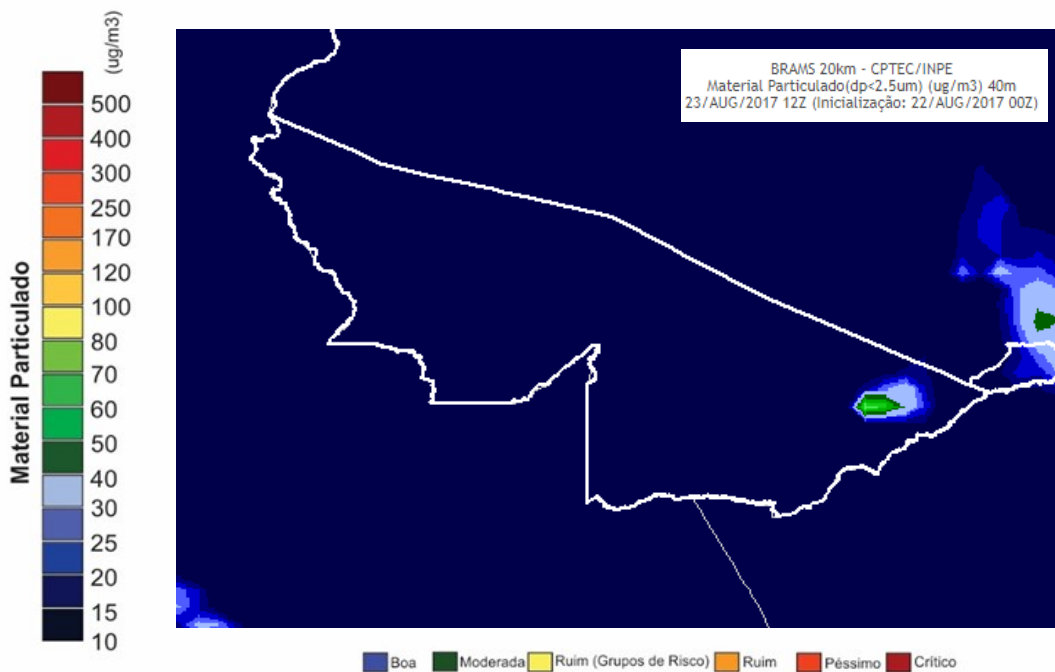 (ug/m3)
Material Particulado
500
400
300
250
170
120
100
80
70
60
50
40
30
25
20
15
10
BRAMS 20km - CPTEC/INPE
Material Particulado(dp<2.5um) (ug/m3) 40m
23/AUG/2017 12Z (Inicialização: 22/AUG/2017 00Z)
Boa Moderada Ruim (Grupos de Risco) Ruim Péssimo Crítico